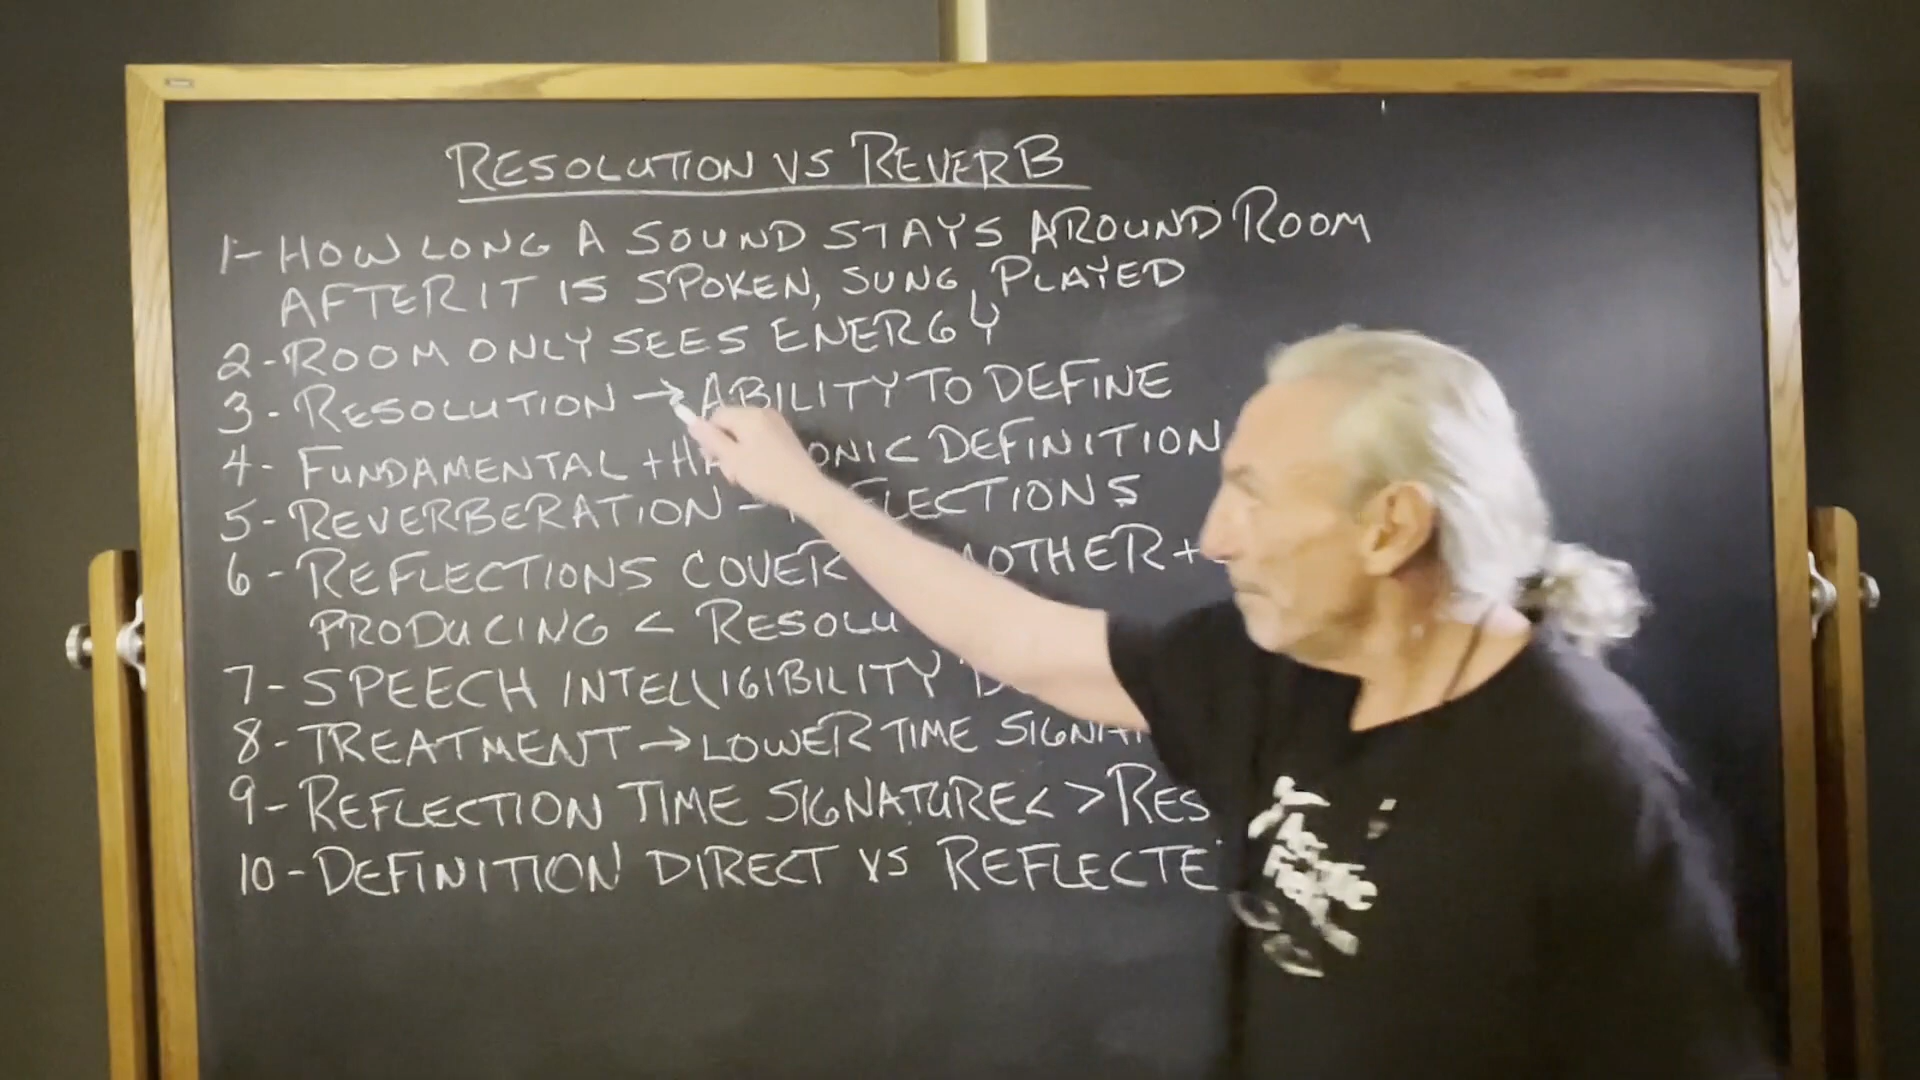 RESOLUTION VS REVERB
1- HOW LONG A SOUND STAYS AROUND ROOM
AFTER IT IS SPOKEN, SUNG, PLAYED
2- ROOM ONLY SEES ENERGY
3- RESOLUTION → ABILITY TO DEFINE
4- FUNDAMENTAL + DEFINITION
5- REVERBERATION -
6- REFLECTIONS COVER +
PRODUCING <
7- SPEECH INTELLIGIBILITY
8- TREATMENT → LOWER TIME
9- REFLECTION TIME SIGNATURE < > RES
10- DEFINITION DIRECT VS